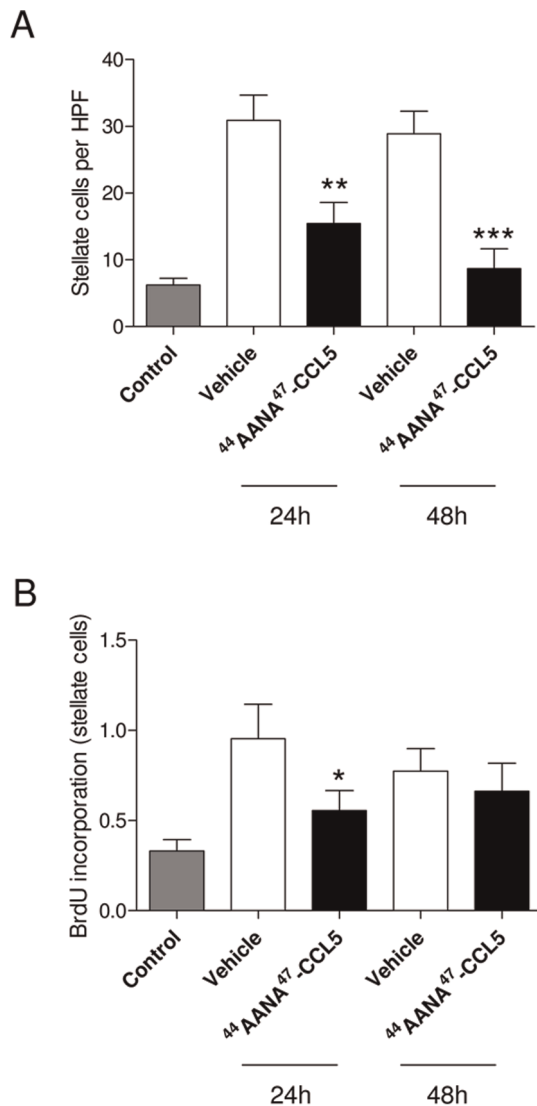 A
Stellate cells per HPF
40
30
20
10
0
**
***
Control
Vehicle
⁴⁴AANA⁴⁷-CCL5
Vehicle
⁴⁴AANA⁴⁷-CCL5
24h
48h
B
BrdU incorporation (stellate cells)
1.5
1.0
0.5
0.0
*
Control
Vehicle
⁴⁴AANA⁴⁷-CCL5
Vehicle
⁴⁴AANA⁴⁷-CCL5
24h
48h